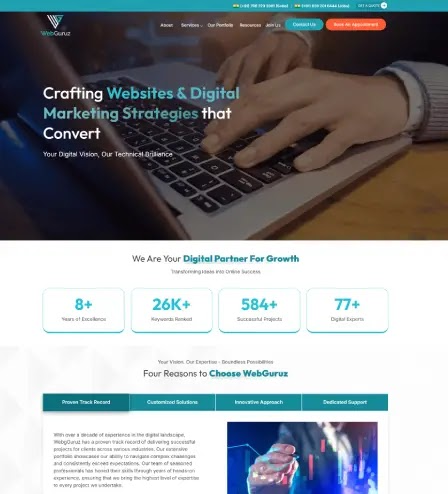 GET A QUOTE
WebGuruz
About Services Our Portfolio Resources Join Us Contact Us Book An Appointment
Crafting Websites & Digital
Marketing Strategies that
Convert
Your Digital Vision, Our Technical Brilliance
We Are Your Digital Partner For Growth
Transforming Ideas into Online Success
8+ 26K+ 584+ 77+
Years of Excellence Keywords Ranked Successful Projects Digital Experts
Your Vision, Our Expertise - Boundless Possibilities
Four Reasons to Choose WebGuruz
Proven Track Record Customized Solutions Innovative Approach Dedicated Support
With over a decade of experience in the digital landscape,
WebGuruz has a proven track record of delivering successful
projects for clients across various industries. Our extensive
portfolio showcases our ability to navigate complex challenges
and consistently exceed expectations. Our team of seasoned
professionals has honed their skills through years of hands-on
experience, ensuring that we bring the highest level of expertise
to every project we undertake.